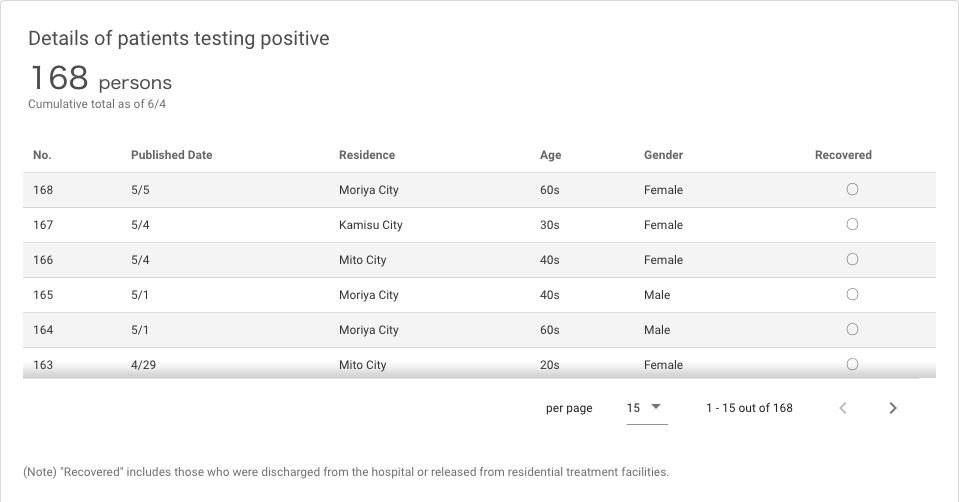 Details of patients testing positive
168 persons
Cumulative total as of 6/4
No. Published Date Residence Age Gender Recovered
168 5/5 Moriya City 60s Female ○
167 5/4 Kamisu City 30s Female ○
166 5/4 Mito City 40s Female ○
165 5/1 Moriya City 40s Male ○
164 5/1 Moriya City 60s Male ○
163 4/29 Mito City 20s Female ○
per page 15 1 - 15 out of 168
(Note) "Recovered" includes those who were discharged from the hospital or released from residential treatment facilities.